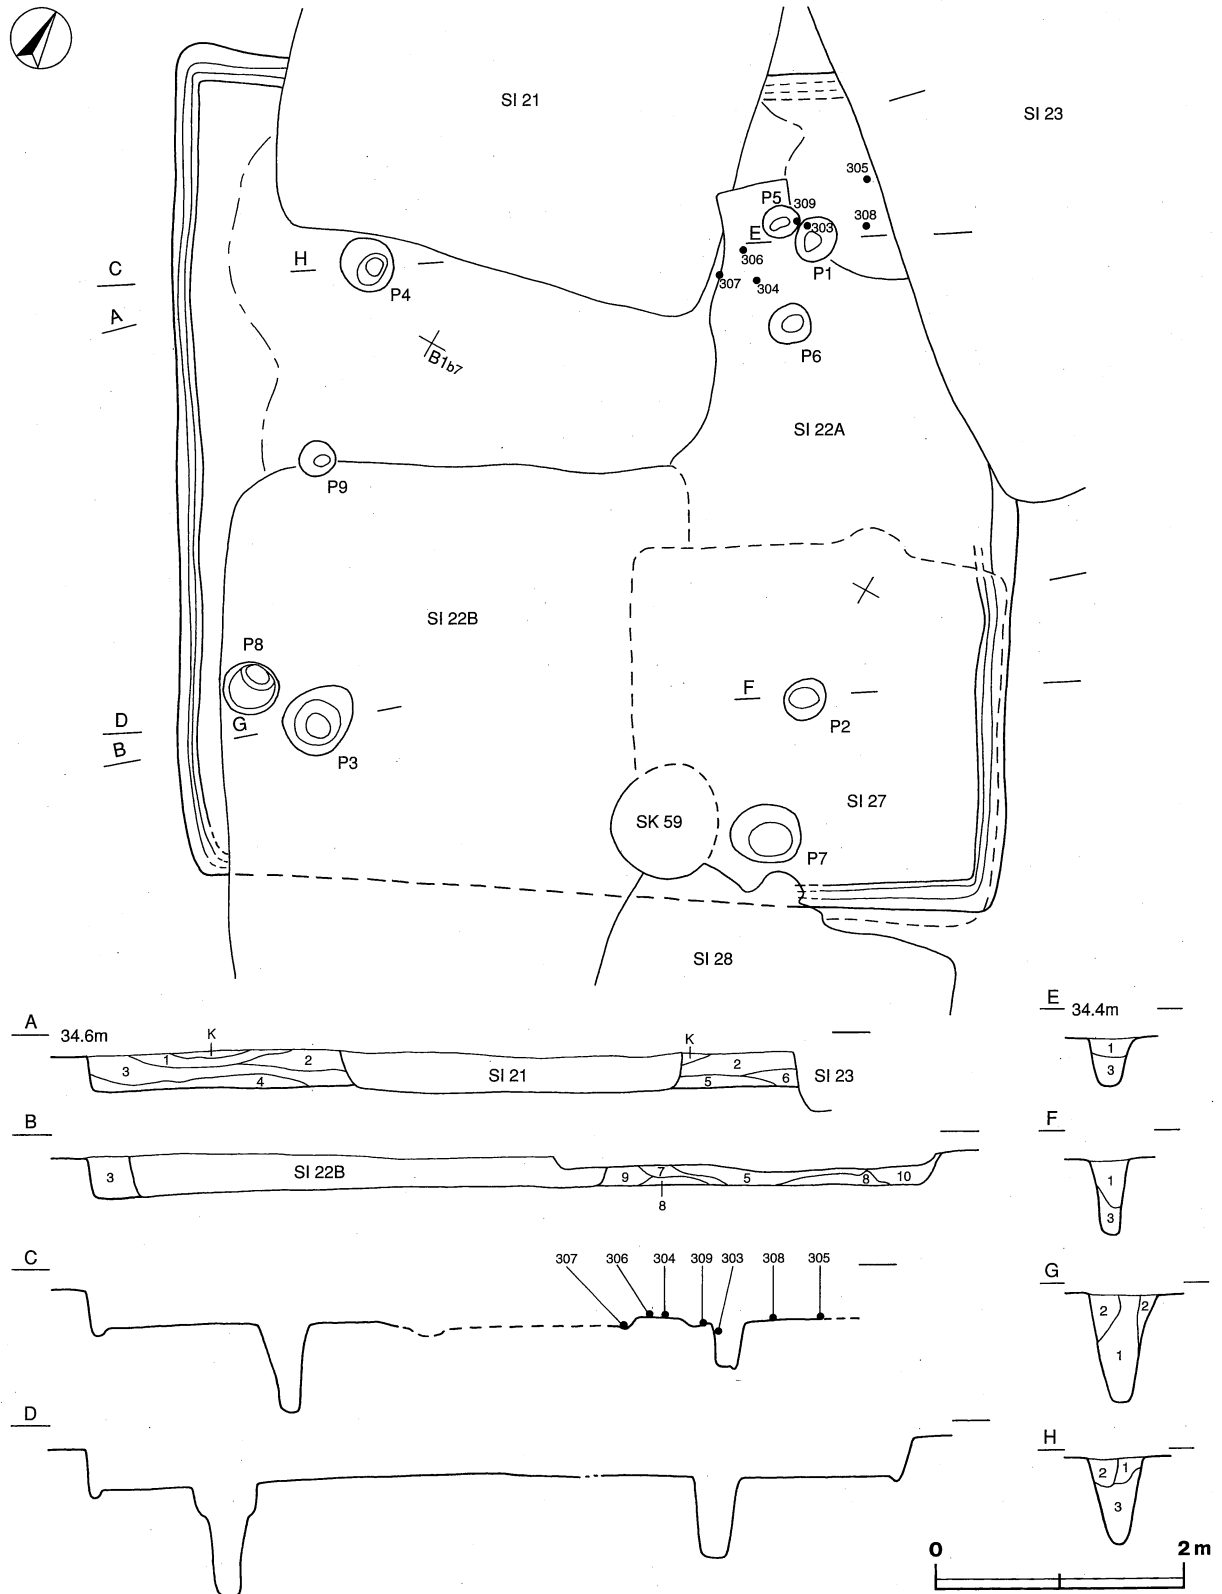 SI 21
SI 23
305
P5
309
303
308
E
306
P1
307
304
H
P4
C
A
B1b7
P6
SI 22A
P9
SI 22B
P8
G
P3
D
B
F
P2
SI 27
SK 59
P7
SI 28
A 34.6m
K
1
2
3
4
SI 21
K
2
5
6
SI 23
B
3
SI 22B
9
7
8
5
8
10
C
307 306 304 309 303 308 305
D
E 34.4m
1
3
F
1
3
G
2
2
1
H
2
1
3
0 2m